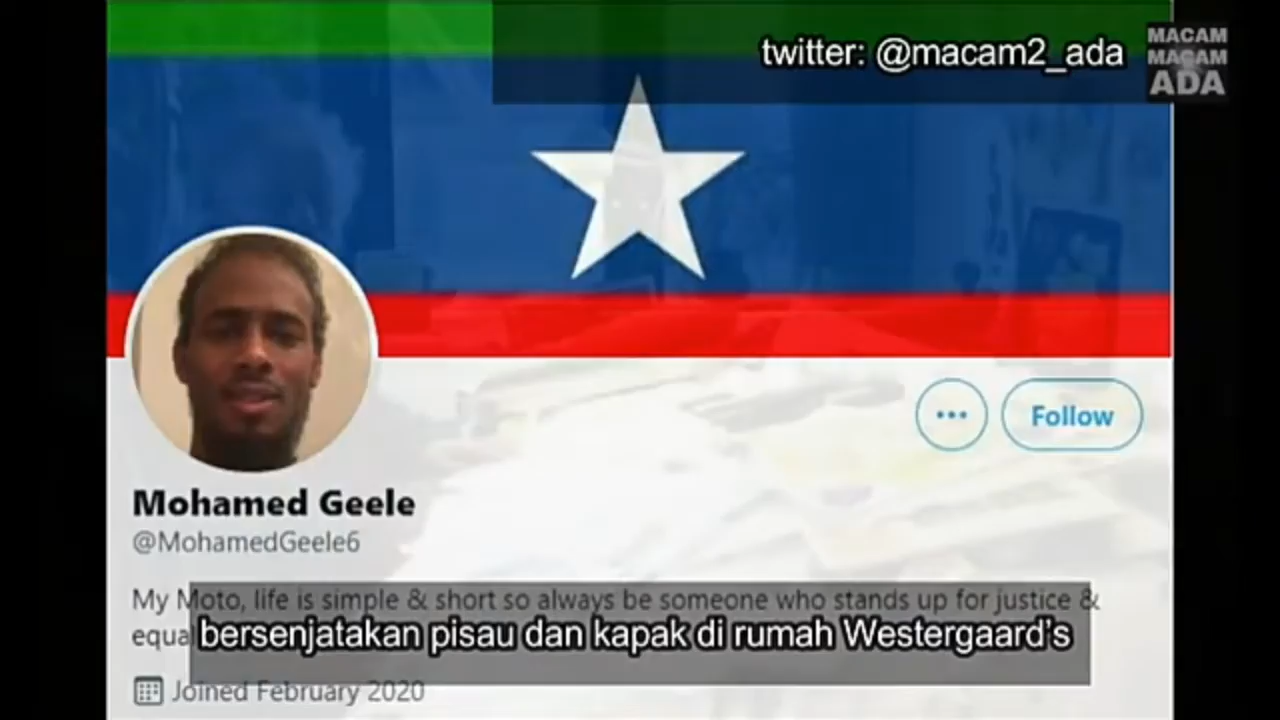 twitter: @macam2_ada
MACAM
MACAM
ADA
Follow
Mohamed Geele
@MohamedGeele6
My Moto, life is simple & short so always be someone who stands up for justice &
bersenjatakan pisau dan kapak di rumah Westergaard's
Joined February 2020